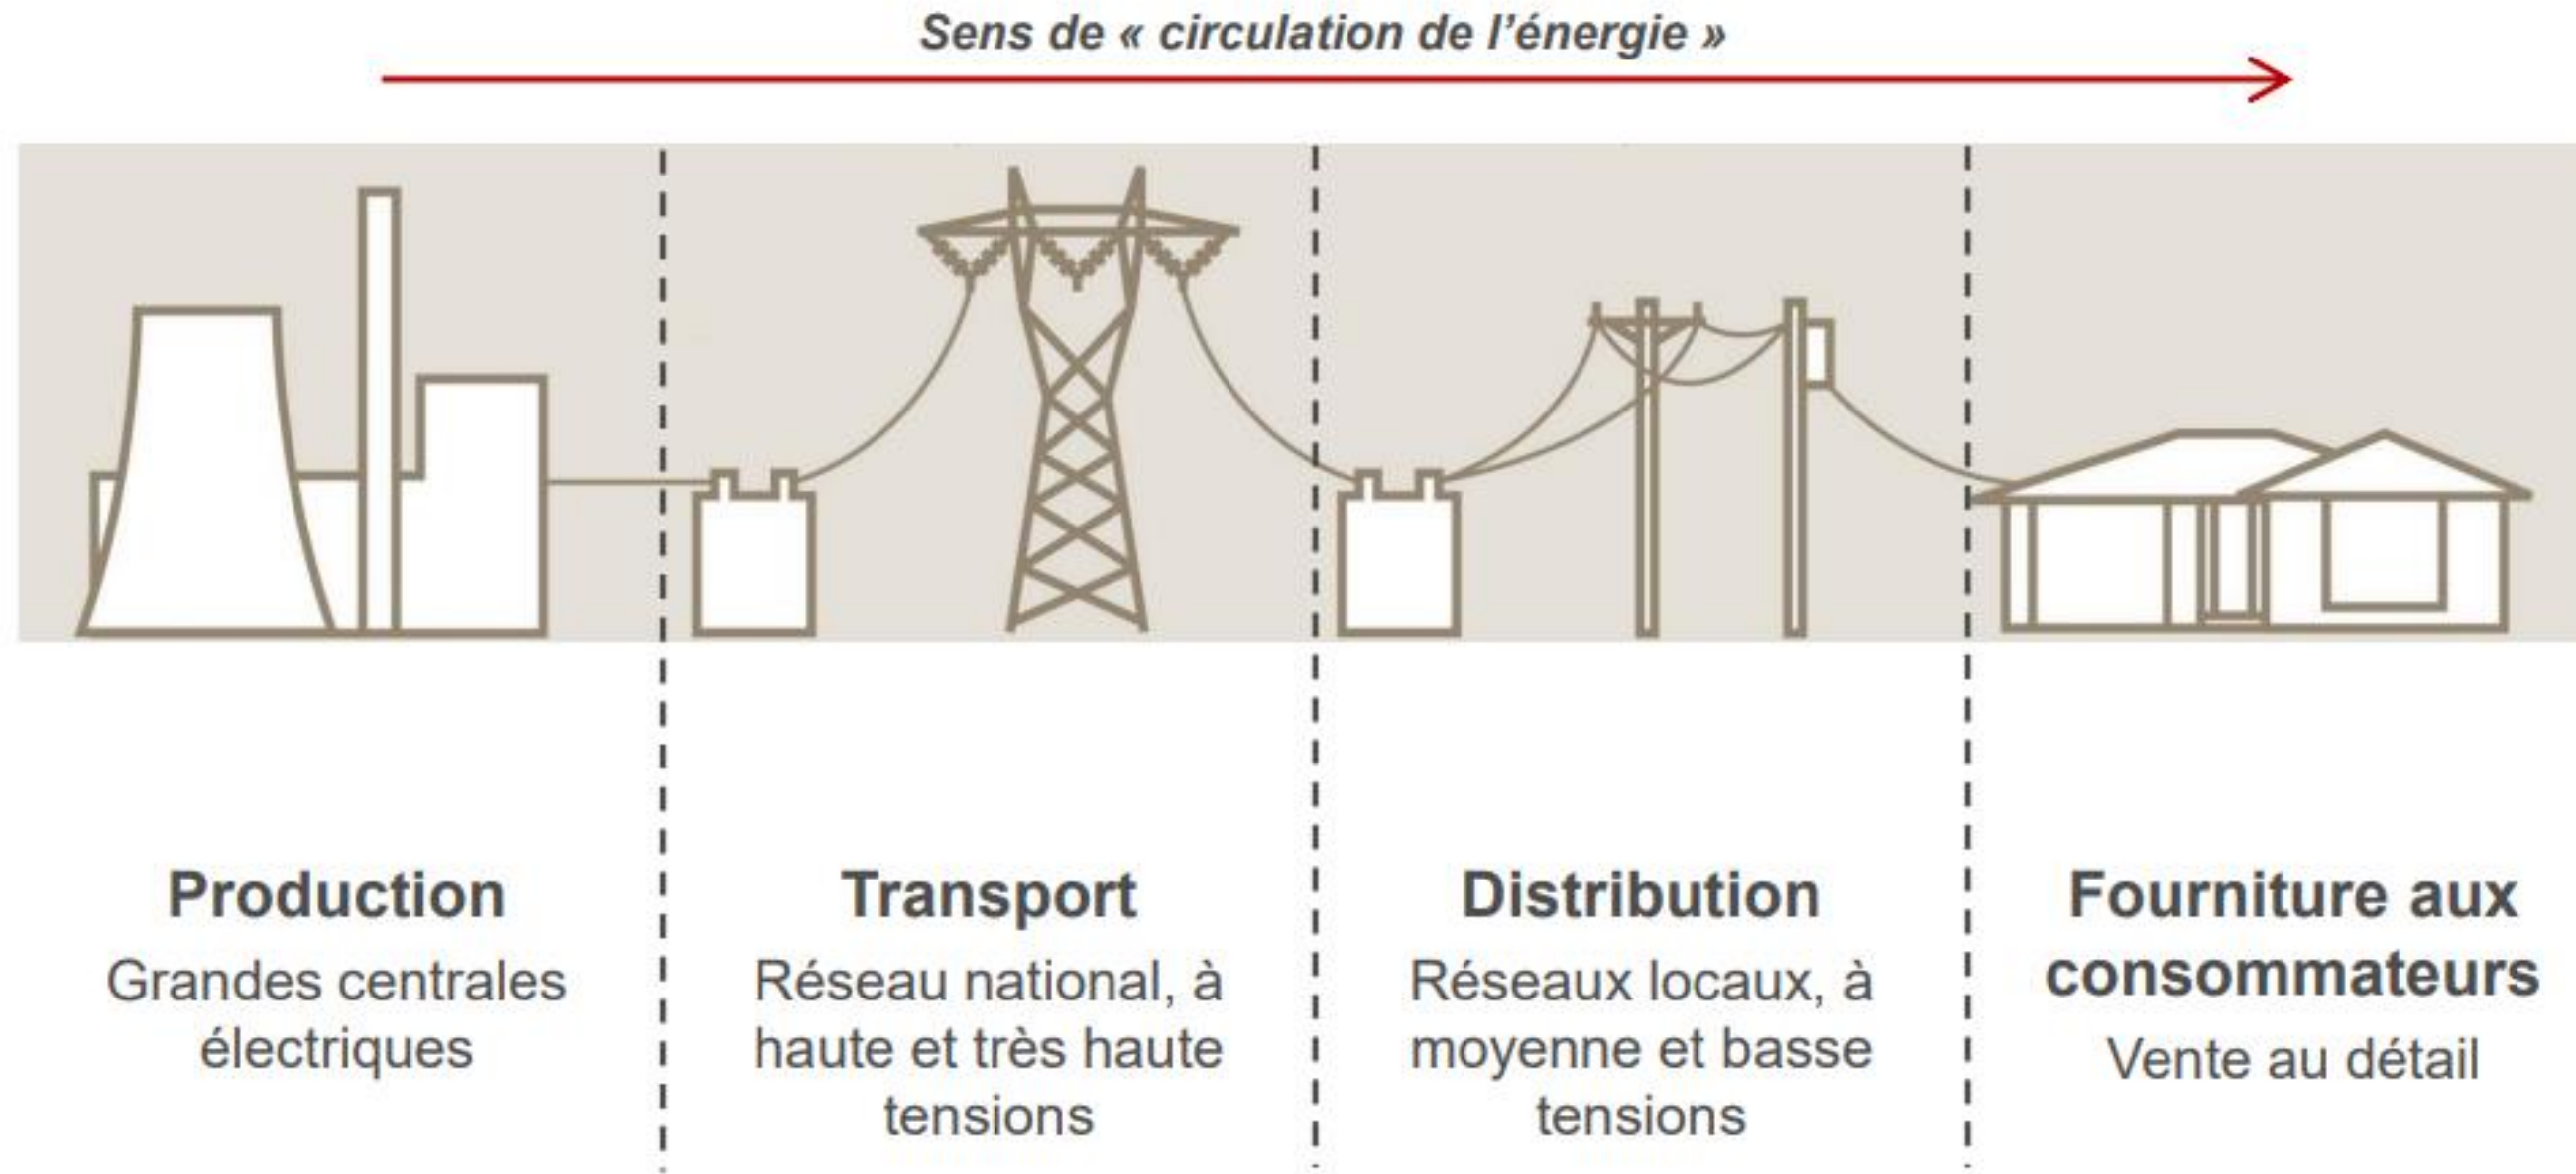 Sens de « circulation de l’énergie »
Production
Grandes centrales
électriques
Transport
Réseau national, à
haute et très haute
tensions
Distribution
Réseaux locaux, à
moyenne et basse
tensions
Fourniture aux
consommateurs
Vente au détail